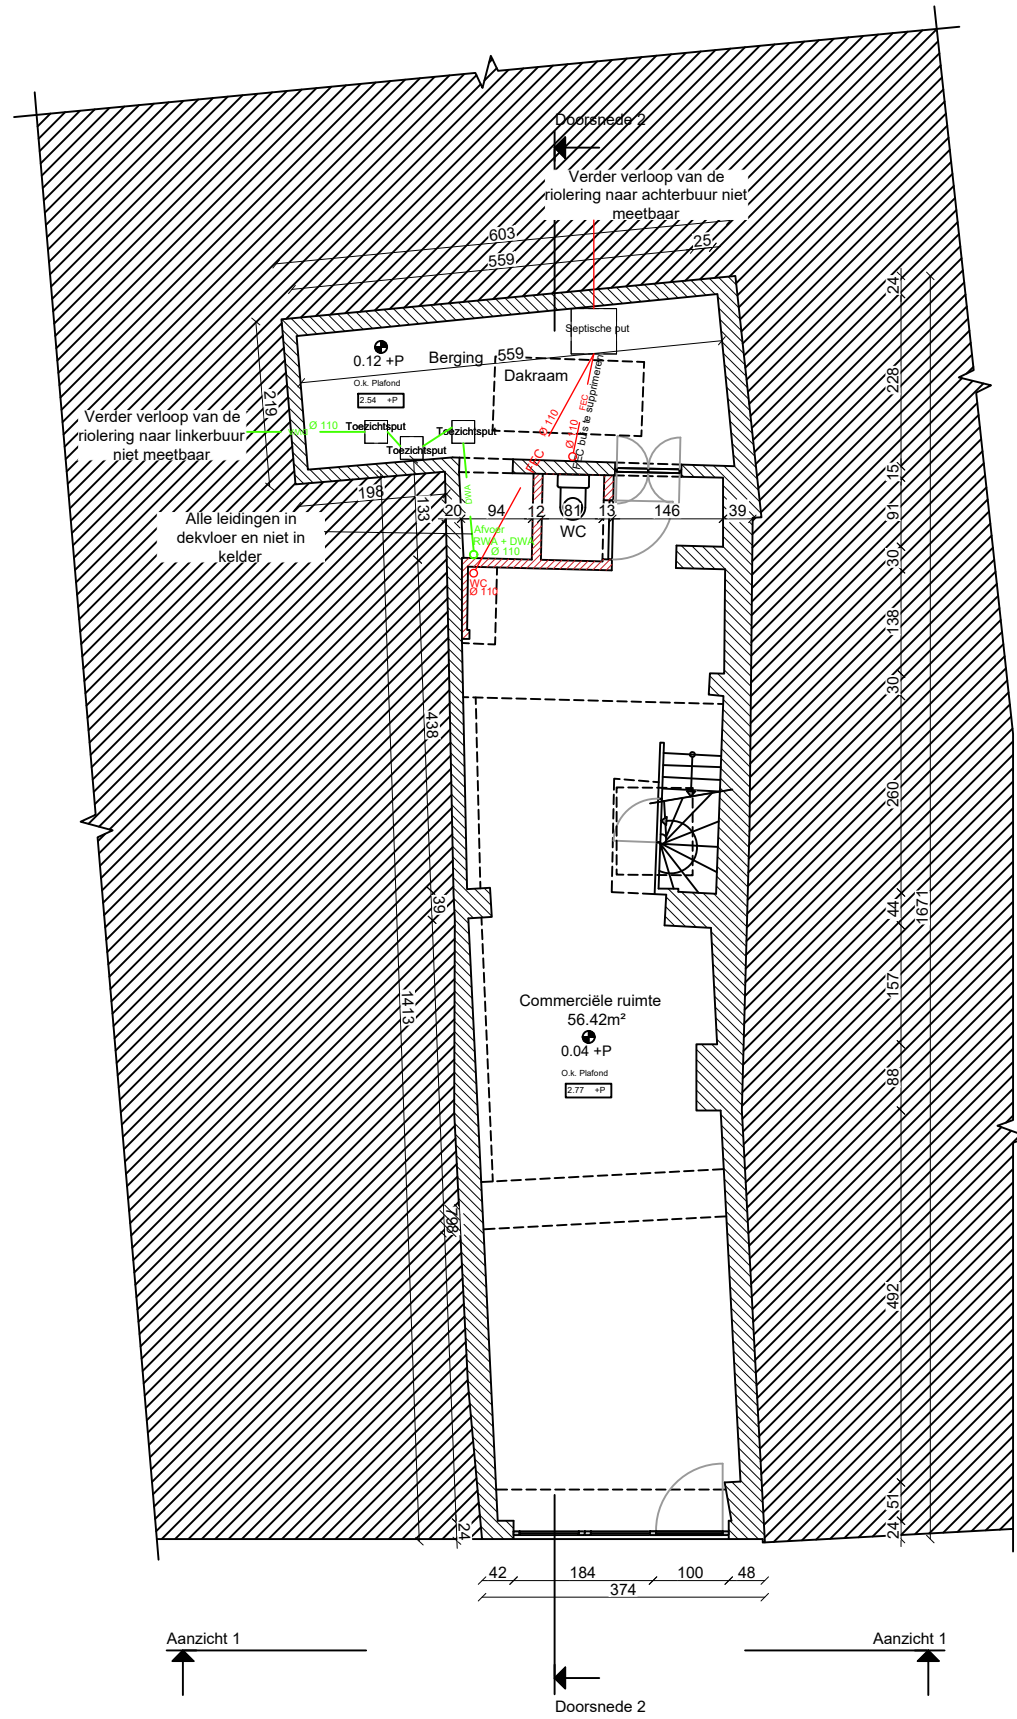 Doorsnede 2
Verder verloop van de
riolering naar achterbuur niet
meetbaar
603
25
559
24
Septische put
0.12 +P
Berging
559
Dakraam
O.k. Plafond
2.54 +P
228
219
FEC
FEC buis te supprimeren
Ø 110
Ø 110
Verder verloop van de
riolering naar linkerbuur
niet meetbaar
Ø 110
Toezichtsput
Toezichtsput
Toezichtsput
FEC
15
198
133
DWA
20
94
12
81
13
146
39
91
Alle leidingen in
dekvloer en niet in
kelder
Afvoer
RWA + DWA
Ø 110
WC
30
WC
Ø 110
138
30
438
260
39
44
1671
157
Commerciële ruimte
56.42m²
0.04 +P
O.k. Plafond
2.77 +P
1413
88
798
492
51
24
24
42
184
100
48
374
Aanzicht 1
Aanzicht 1
Doorsnede 2